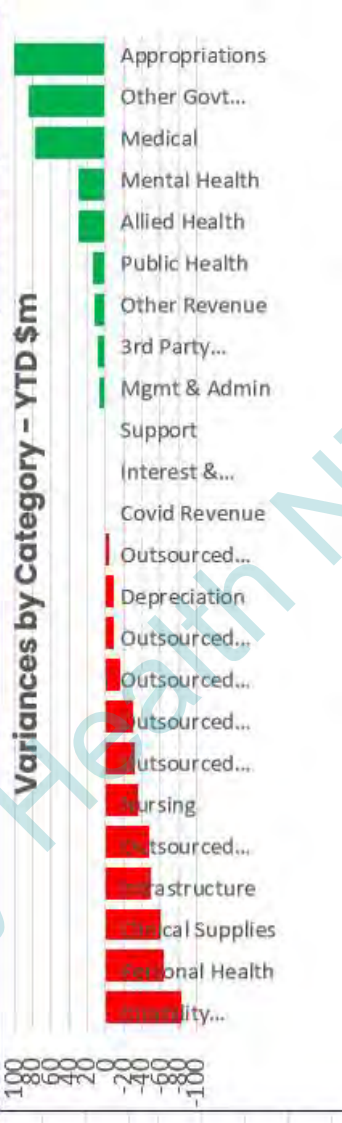 Variances by Category - YTD $m
Appropriations
Other Govt...
Medical
Mental Health
Allied Health
Public Health
Other Revenue
3rd Party...
Mgmt & Admin
Support
Interest &...
Covid Revenue
Outsourced...
Depreciation
Outsourced...
Outsourced...
Outsourced...
Outsourced...
Nursing
Outsourced...
Infrastructure
Clinical Supplies
Personal Health
Disability...
100
80
60
40
20
0
-20
-40
-60
-80
-100
Health N